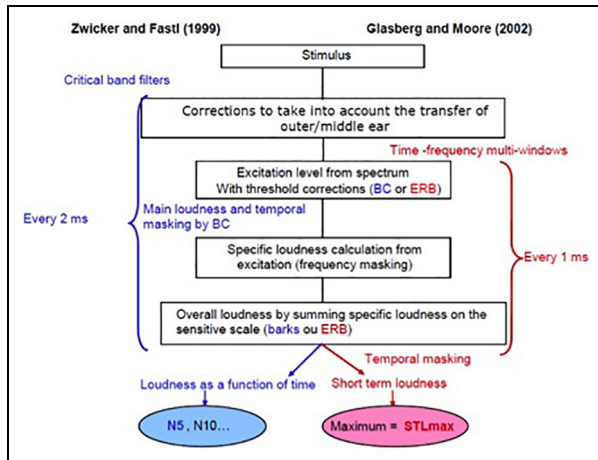 Zwicker and Fastl (1999)
Glasberg and Moore (2002)
Stimulus
Critical band filters
Corrections to take into account the transfer of
outer/middle ear
Time -frequency multi-windows
Excitation level from spectrum
With threshold corrections (BC or ERB)
Every 2 ms
Main loudness and temporal
masking by BC
Specific loudness calculation from
excitation (frequency masking)
Every 1 ms
Overall loudness by summing specific loudness on the
sensitive scale (barks ou ERB)
Temporal masking
Loudness as a function of time
Short term loudness
N5, N10...
Maximum = STLmax